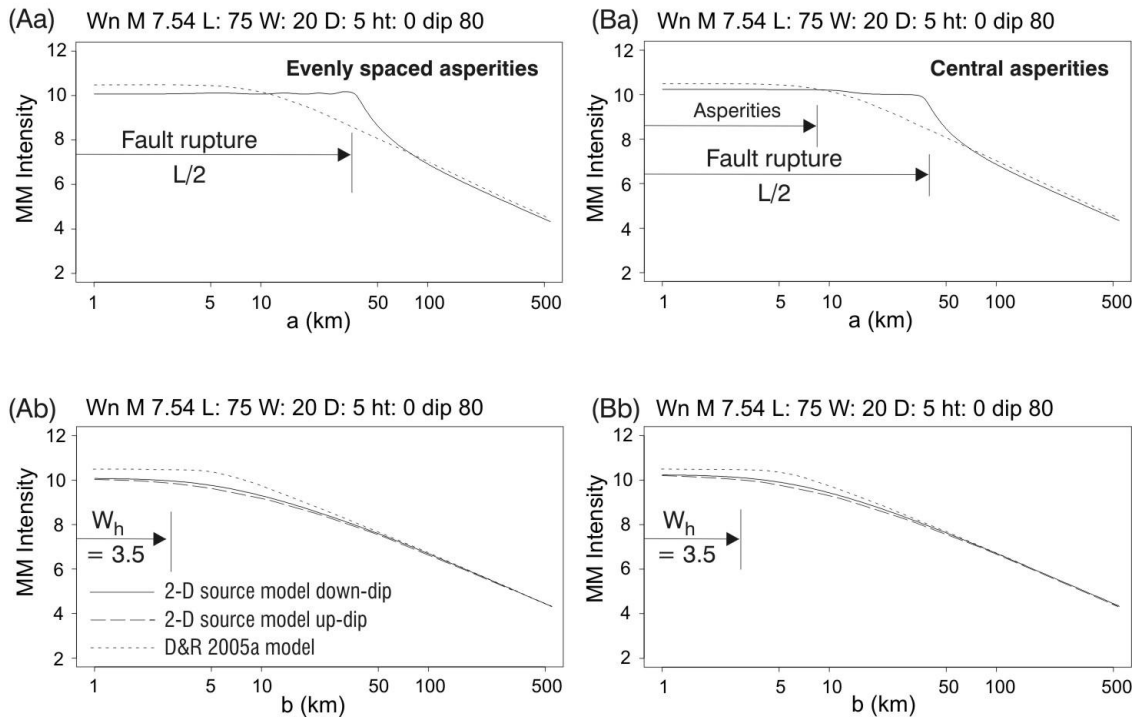 (Aa) Wn M 7.54 L: 75 W: 20 D: 5 ht: 0 dip 80
MM Intensity
12
10
8
6
4
2
Evenly spaced asperities
Fault rupture
L/2
1 5 10 50 100 500
a (km)
(Ba) Wn M 7.54 L: 75 W: 20 D: 5 ht: 0 dip 80
MM Intensity
12
10
8
6
4
2
Central asperities
Asperities
Fault rupture
L/2
1 5 10 50 100 500
a (km)
(Ab) Wn M 7.54 L: 75 W: 20 D: 5 ht: 0 dip 80
MM Intensity
12
10
8
6
4
2
Wh
= 3.5
2-D source model down-dip
2-D source model up-dip
D&R 2005a model
1 5 10 50 100 500
b (km)
(Bb) Wn M 7.54 L: 75 W: 20 D: 5 ht: 0 dip 80
MM Intensity
12
10
8
6
4
2
Wh
= 3.5
1 5 10 50 100 500
b (km)